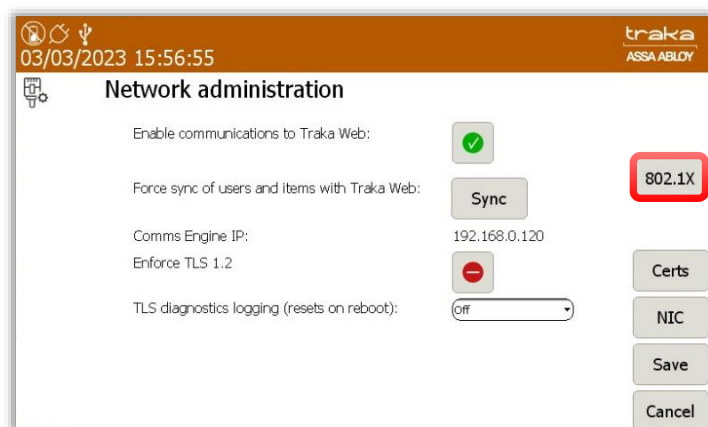 traka
03/03/2023 15:56:55
ASSA ABLOY
Network administration
Enable communications to Traka Web:
802.1X
Force sync of users and items with Traka Web:
Sync
Comms Engine IP:
192.168.0.120
Enforce TLS 1.2
Certs
TLS diagnostics logging (resets on reboot):
Off
NIC
Save
Cancel